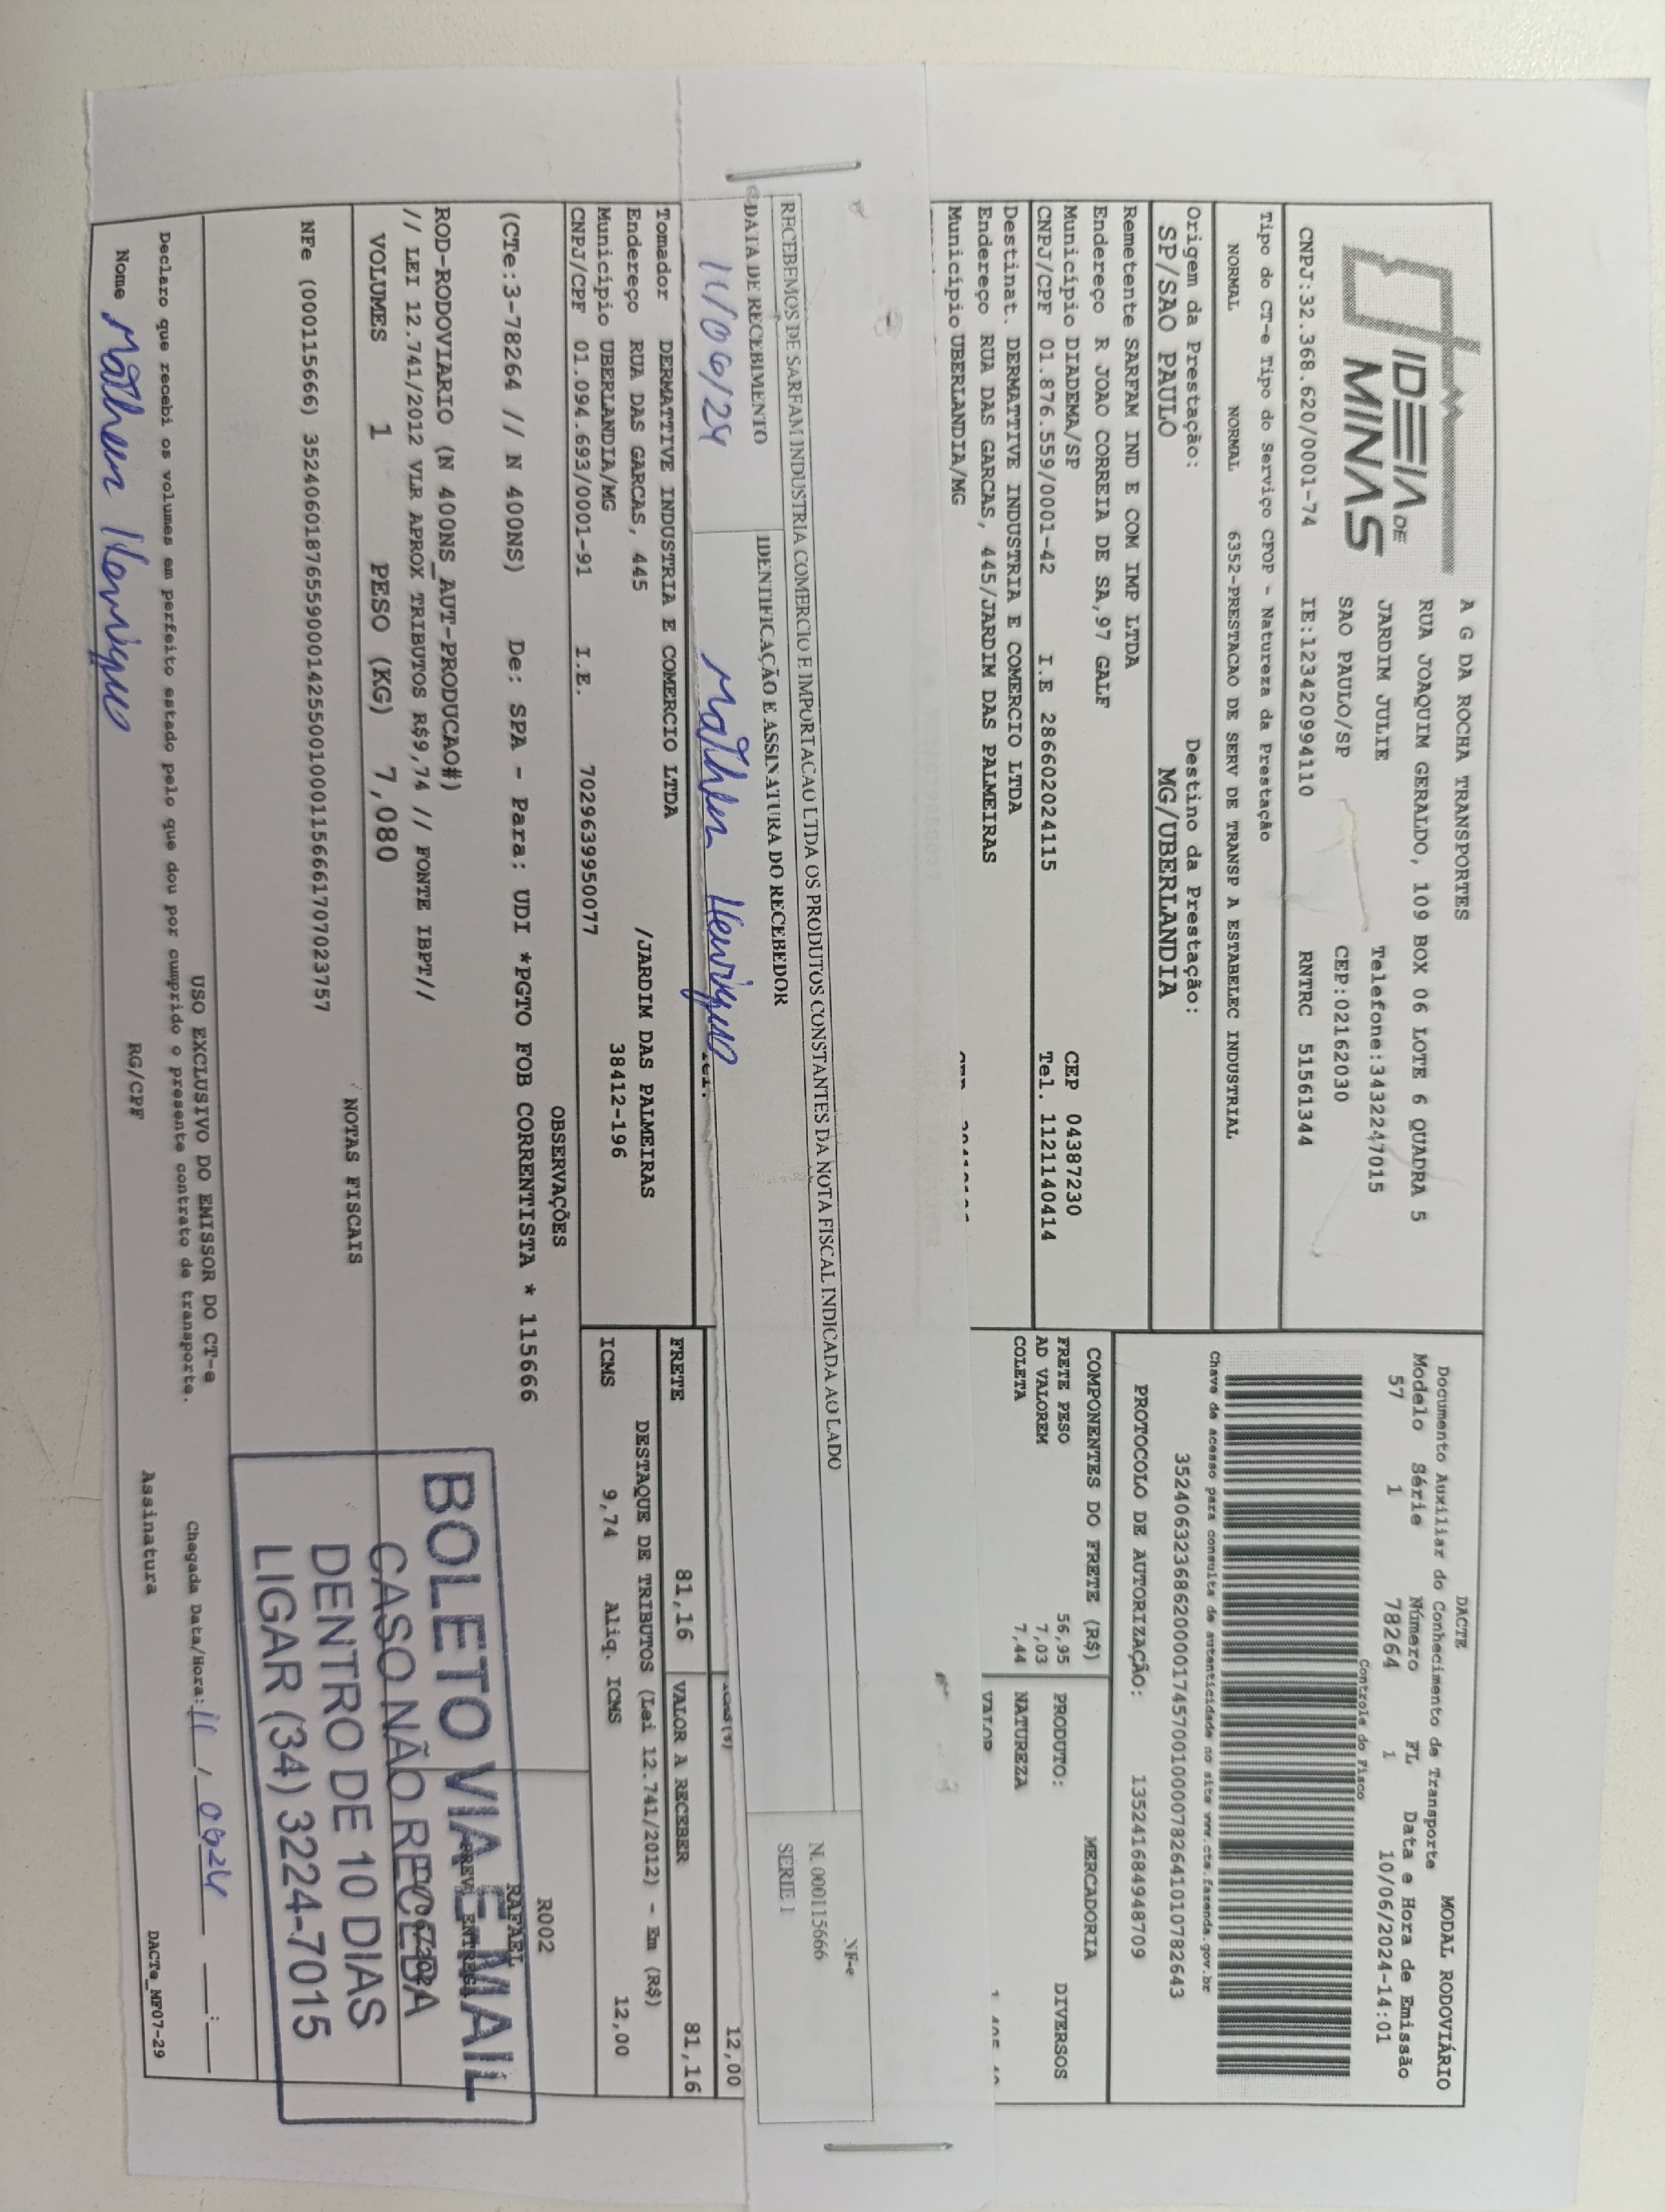 IDEIA DE
MINAS
A G DA ROCHA TRANSPORTES
RUA JOAQUIM GERALDO, 109 BOX 06 LOTE 6 QUADRA 5
JARDIM JULIE Telefone:3432247015
SAO PAULO/SP CEP:02162030
CNPJ:32.368.620/0001-74 IE:123420994110 RNTRC 51561344
Tipo do CT-e Tipo do Serviço CFOP - Natureza da Prestação
NORMAL NORMAL 6352-PRESTACAO DE SERV DE TRANSP A ESTABELEC INDUSTRIAL
Origem da Prestação: Destino da Prestação:
SP/SAO PAULO MG/UBERLANDIA
Remetente SARFAM IND E COM IMP LTDA
Endereço R JOAO CORREIA DE SA,97 GALF CEP 04387230
Município DIADEMA/SP
CNPJ/CPF 01.876.559/0001-42 I.E 286602024115 Tel. 1121140414
Destinat. DERMATTIVE INDUSTRIA E COMERCIO LTDA
Endereço RUA DAS GARCAS, 445/JARDIM DAS PALMEIRAS
Município UBERLANDIA/MG
DACTE MODAL RODOVIÁRIO
Documento Auxiliar do Conhecimento de Transporte
Modelo Série Número FL Data e Hora de Emissão
57 1 78264 1 10/06/2024-14:01
Controle do Fisco
Chave de acesso para consulta de autenticidade no site www.cte.fazenda.gov.br
35240632368620000174570010000782641010782643
PROTOCOLO DE AUTORIZAÇÃO: 135241684948709
COMPONENTES DO FRETE (R$) MERCADORIA
FRETE PESO 56,95 PRODUTO: DIVERSOS
AD VALOREM 7,03
COLETA 7,44 NATUREZA
VALOR
RECEBEMOS DE SARFAM INDUSTRIA COMERCIO E IMPORTACAO LTDA OS PRODUTOS CONSTANTES DA NOTA FISCAL INDICADA AO LADO
DATA DE RECEBIMENTO IDENTIFICAÇÃO E ASSINATURA DO RECEBEDOR
11/06/24 Matheus Henrique
NF-e
N. 000115666
SÉRIE 1
12,00
Tomador DERMATTIVE INDUSTRIA E COMERCIO LTDA
Endereço RUA DAS GARCAS, 445 /JARDIM DAS PALMEIRAS
Município UBERLANDIA/MG 38412-196
CNPJ/CPF 01.094.693/0001-91 I.E. 7029639950077
FRETE 81,16 VALOR A RECEBER 81,16
DESTAQUE DE TRIBUTOS (Lei 12.741/2012) - Em (R$)
ICMS 9,74 Aliq. ICMS 12,00
OBSERVAÇÕES
(CTe:3-78264 // N 400NS) De: SPA - Para: UDI *PGTO FOB CORRENTISTA * 115666
ROD-RODOVIARIO (N 400NS_AUT-PRODUCAO#)
// LEI 12.741/2012 VLR APROX TRIBUTOS R$9,74 // FONTE IBPT//
R002
RAFAEL
PREV. ENTREGA
VOLUMES 1 PESO (KG) 7,080
NOTAS FISCAIS
NFe (000115666) 35240601876559000142550010001156661707023757
BOLETO VIA E-MAIL
CASO NÃO RECEBA
DENTRO DE 10 DIAS
LIGAR (34) 3224-7015
USO EXCLUSIVO DO EMISSOR DO CT-e
Declaro que recebi os volumes em perfeito estado pelo que dou por cumprido o presente contrato de transporte.
Chegada Data/Hora: 11 / 0624 :
Nome Matheus Henrique RG/CPF Assinatura
DACTe_MF07-29